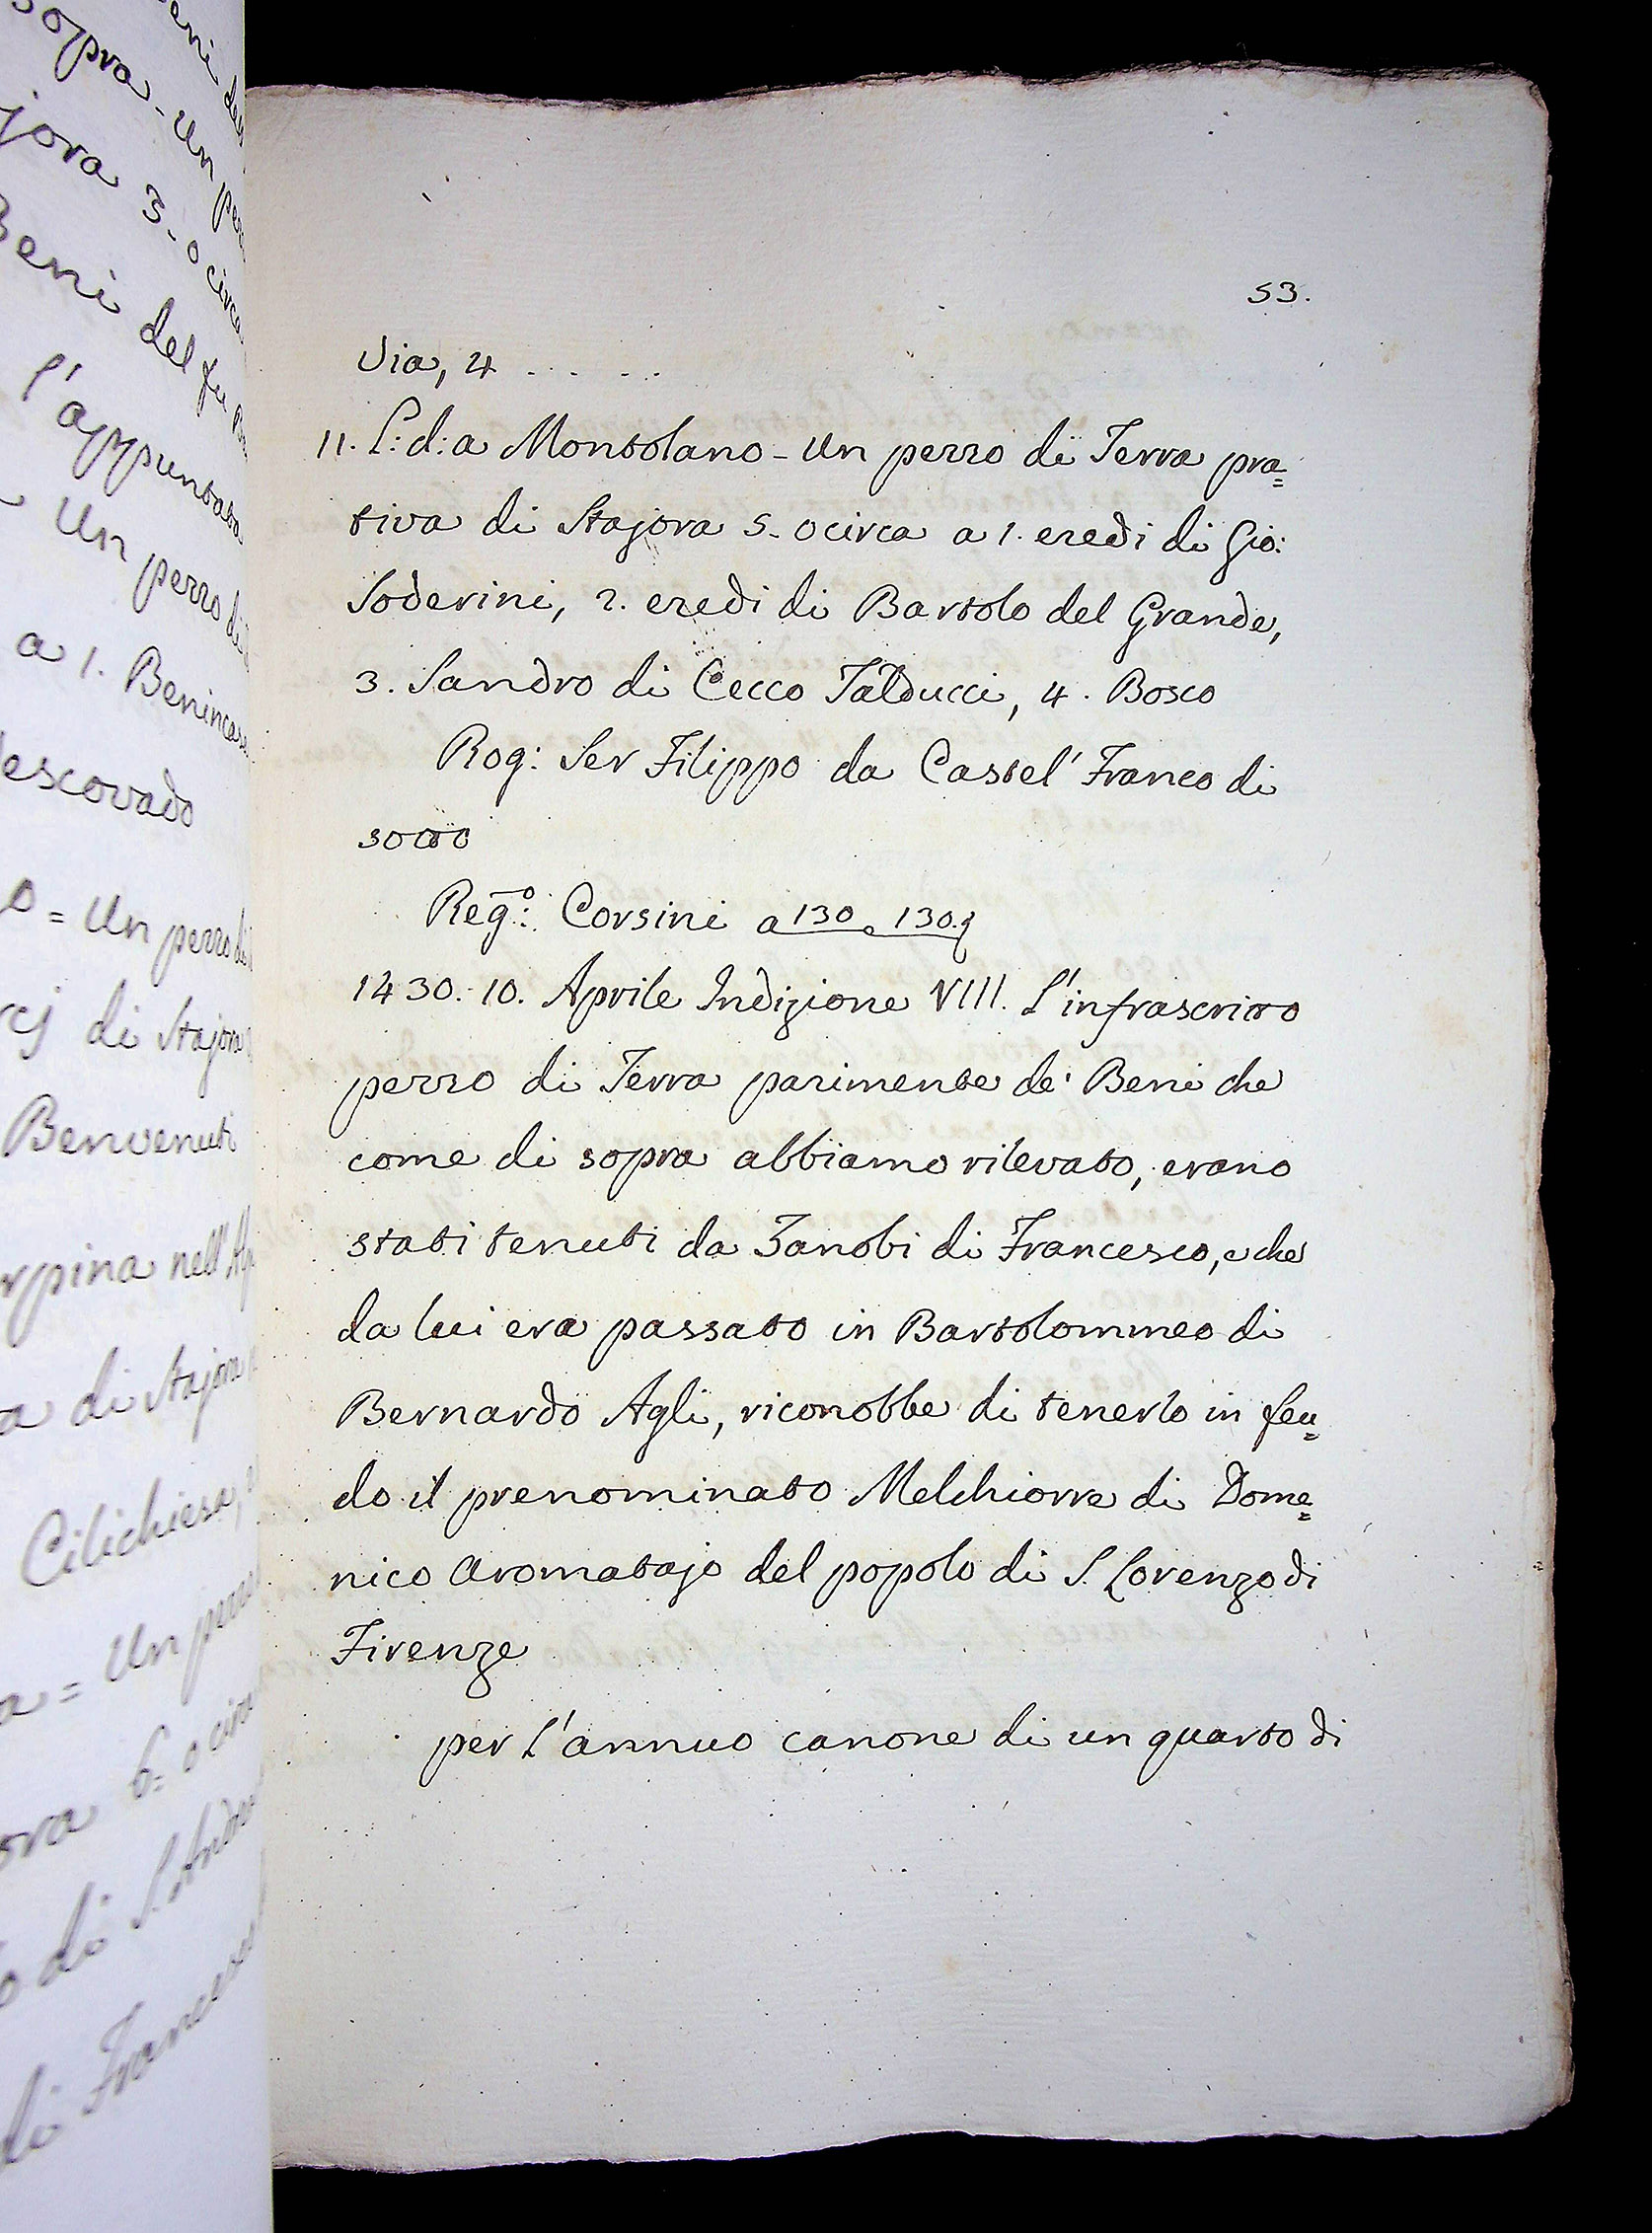 53.
Via, 4 . . . . . .
11. L: d: a Montolano - Un pezzo di Terra pra=
tiva di Stajora 5. o circa a 1. eredi di Gio:
Soderini, 2. eredi di Bartolo del Grande,
3. Sandro di Cecco Talducci, 4. Bosco
Rog: Ser Filippo da Castel' Franco di
sotto
Reg:o Corsini a 130 e 130.
1430. 10. Aprile Indizione VIII. L'infrascritto
pezzo di Terra parimente de' Beni che
come di sopra abbiamo rilevato, erano
stati tenuti da Zanobi di Francesco, e che
da lui era passato in Bartolommeo di
Bernardo Agli, riconobbe di tenerlo in feu=
do il prenominato Melchiorre di Dome=
nico Aromatajo del popolo di S. Lorenzo di
Firenze
per l'annuo canone di un quarto di